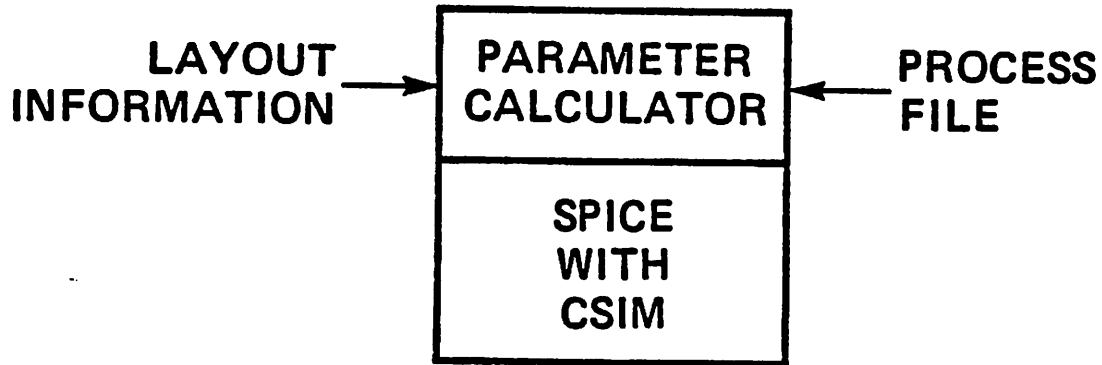 LAYOUT
INFORMATION
PARAMETER
CALCULATOR
PROCESS
FILE
SPICE
WITH
CSIM